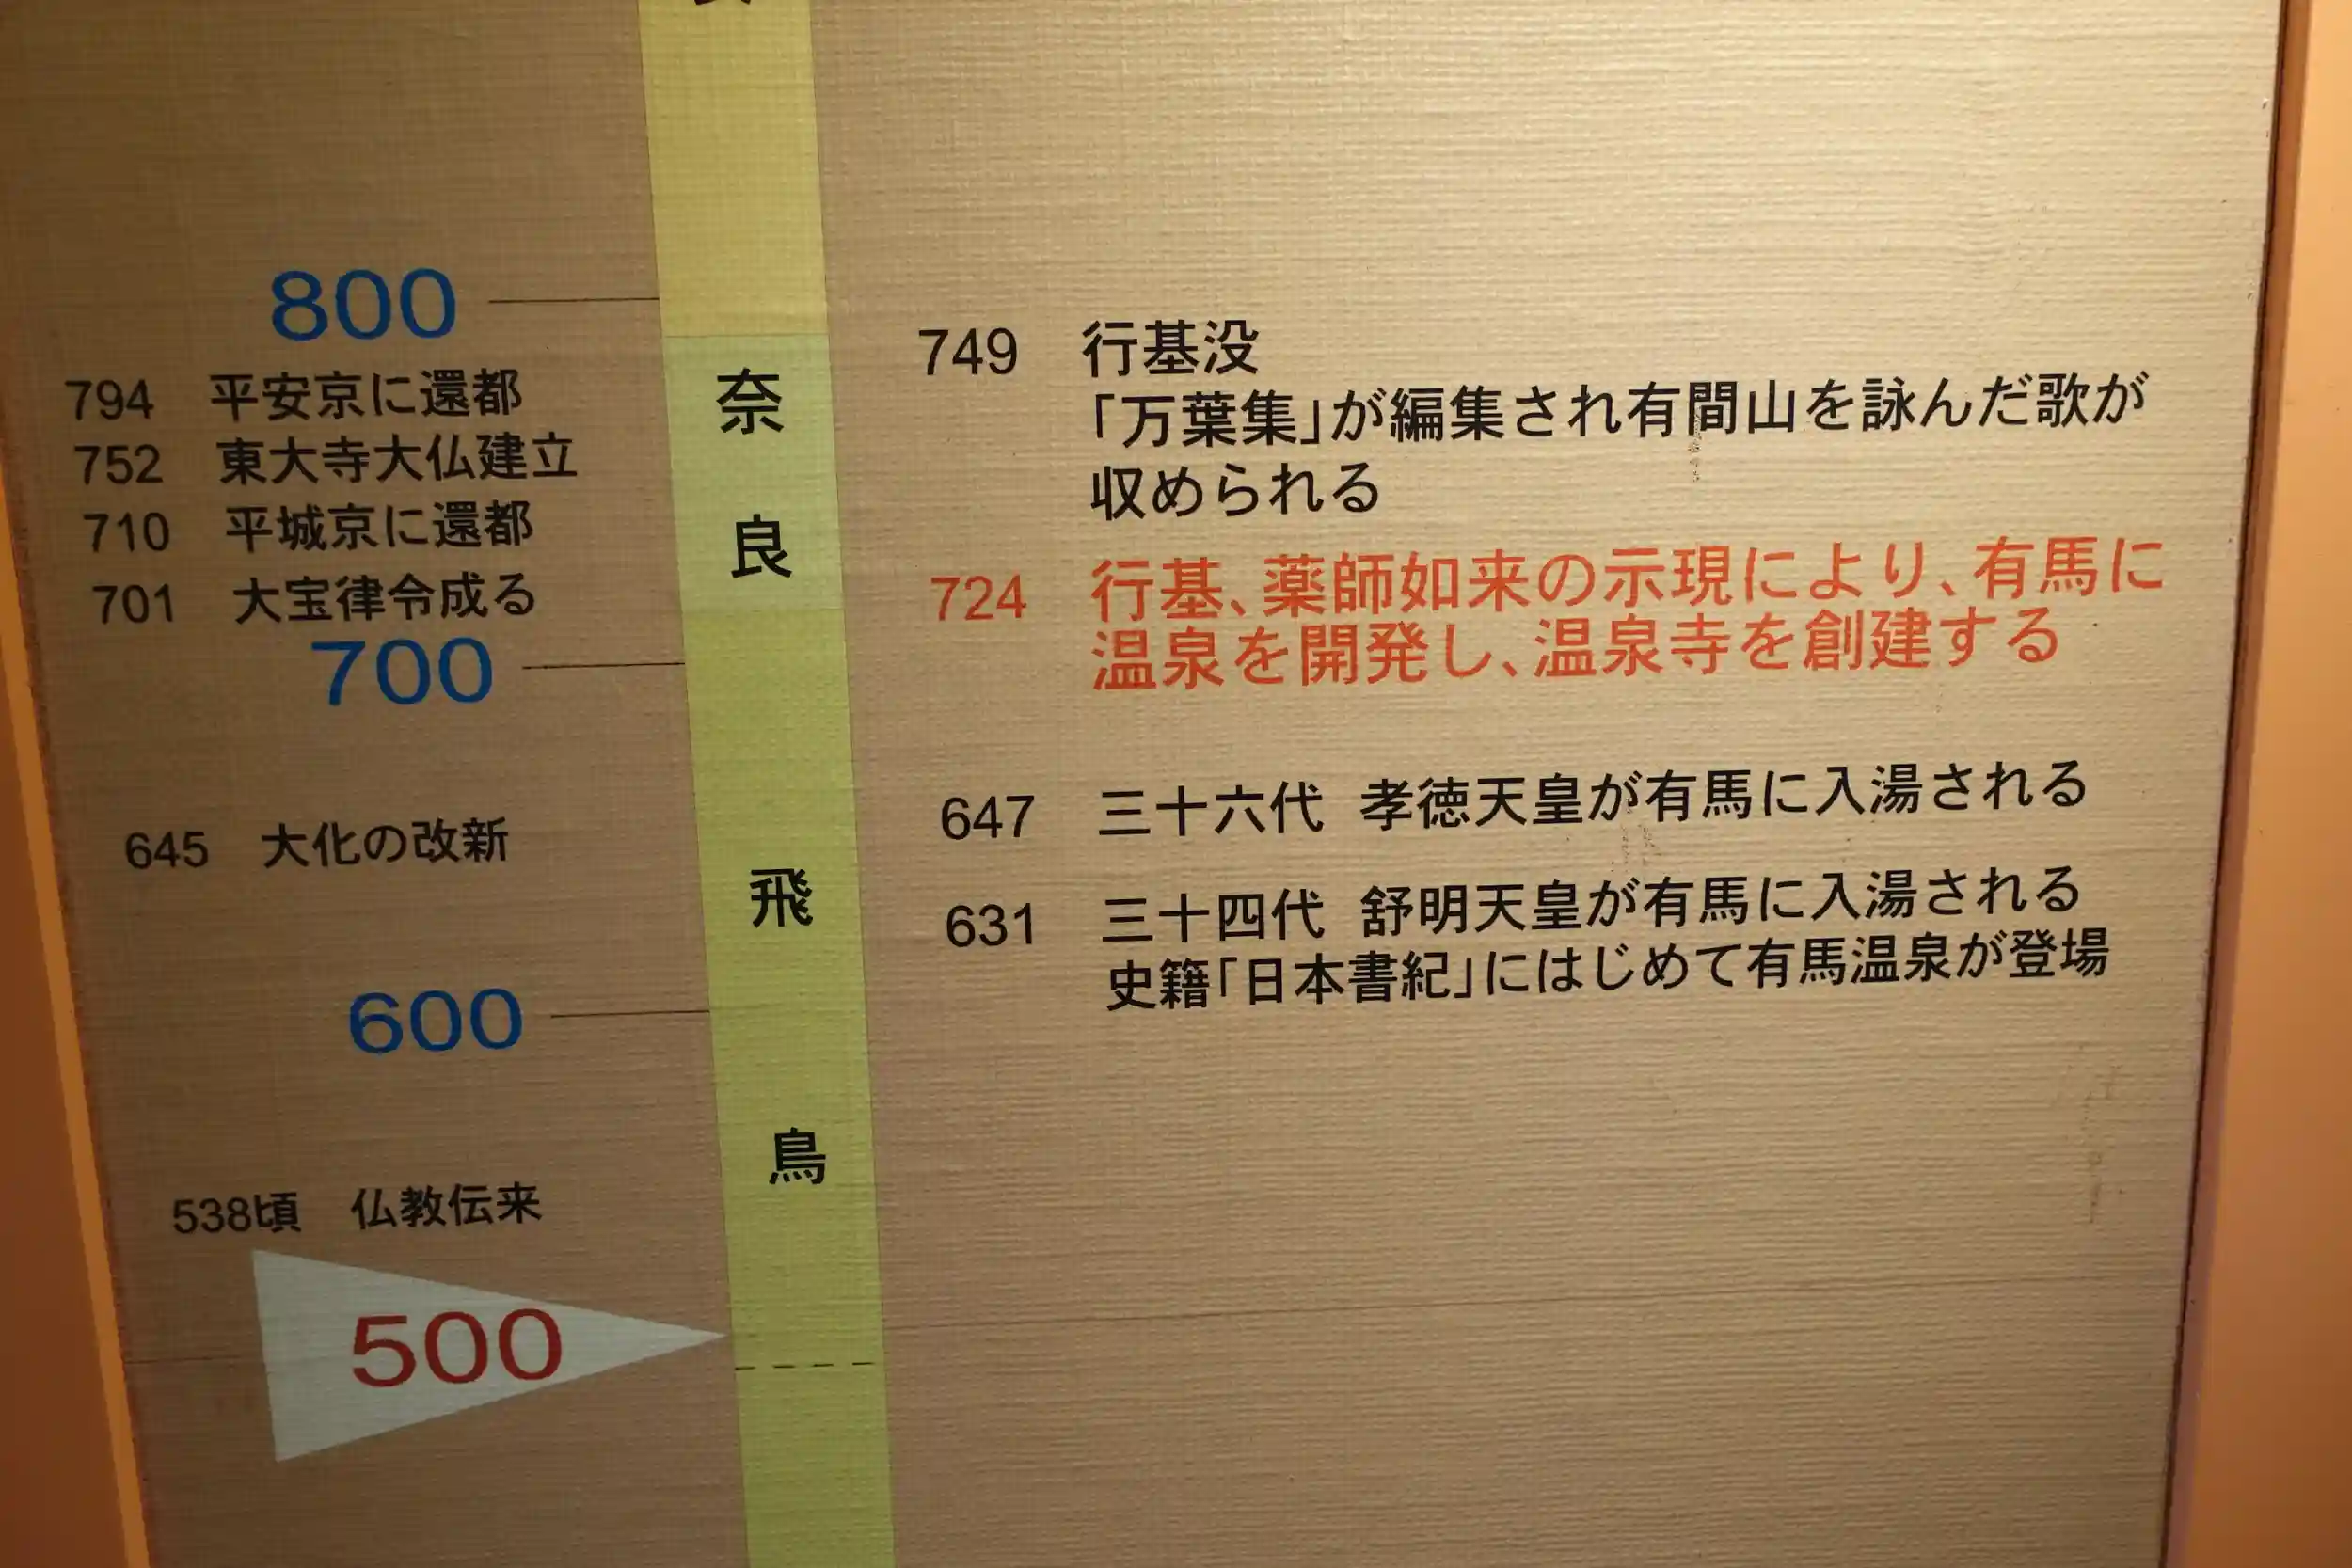 800
794 平安京に還都
752 東大寺大仏建立
710 平城京に還都
701 大宝律令成る
700
645 大化の改新
600
538頃 仏教伝来
500
奈
良
飛
鳥
749 行基没
「万葉集」が編集され有間山を詠んだ歌が
収められる
724 行基、薬師如来の示現により、有馬に
温泉を開発し、温泉寺を創建する
647 三十六代 孝徳天皇が有馬に入湯される
631 三十四代 舒明天皇が有馬に入湯される
史籍「日本書紀」にはじめて有馬温泉が登場